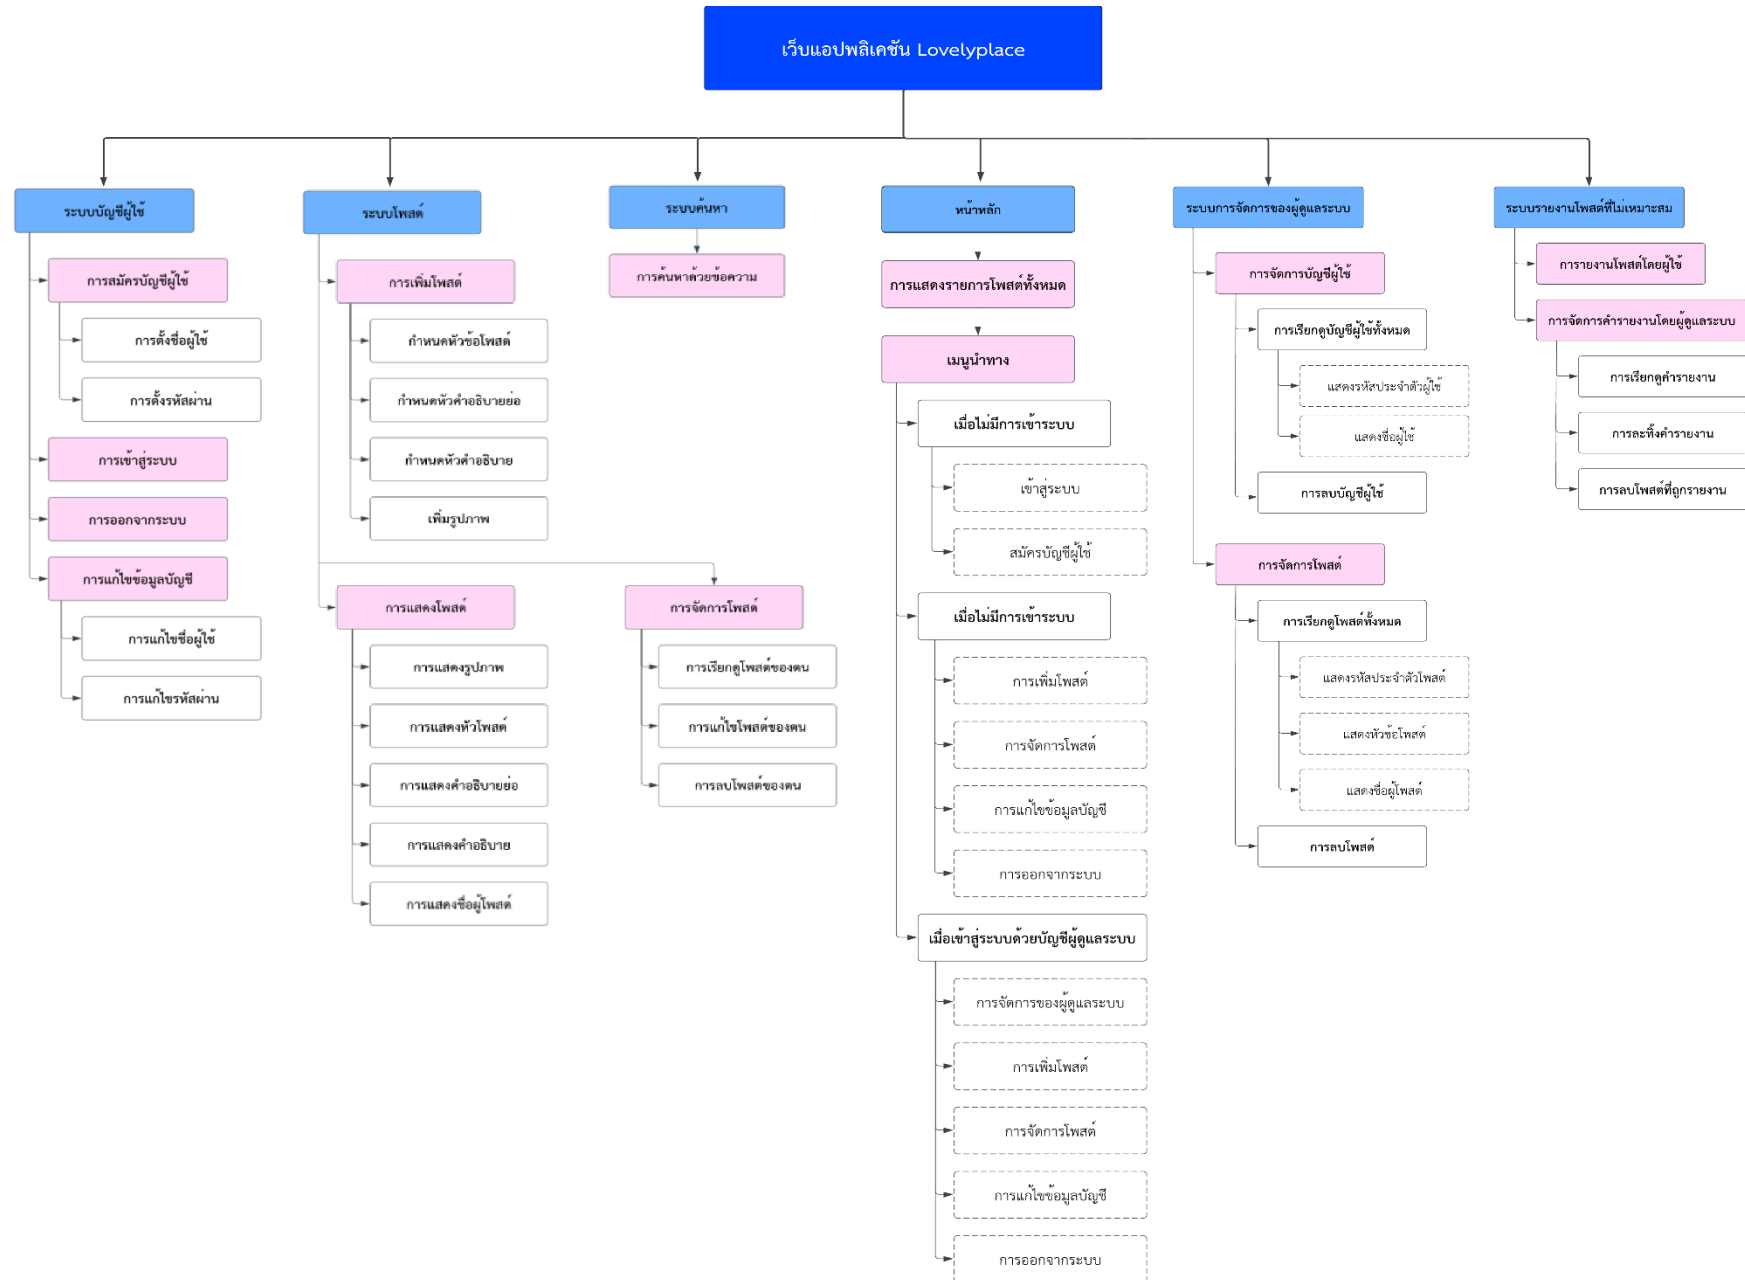 เว็บแอปพลิเคชัน Lovelyplace
ระบบบัญชีผู้ใช้
การสมัครบัญชีผู้ใช้
การตั้งชื่อผู้ใช้
การตั้งรหัสผ่าน
การเข้าสู่ระบบ
การออกจากระบบ
การแก้ไขข้อมูลบัญชี
การแก้ไขชื่อผู้ใช้
การแก้ไขรหัสผ่าน
ระบบโพสต์
การเพิ่มโพสต์
กำหนดหัวข้อโพสต์
กำหนดหัวคำอธิบายย่อ
กำหนดหัวคำอธิบาย
เพิ่มรูปภาพ
การแสดงโพสต์
การแสดงรูปภาพ
การแสดงหัวโพสต์
การแสดงคำอธิบายย่อ
การแสดงคำอธิบาย
การแสดงชื่อผู้โพสต์
การจัดการโพสต์
การเรียกดูโพสต์ของตน
การแก้ไขโพสต์ของตน
การลบโพสต์ของตน
ระบบค้นหา
การค้นหาด้วยข้อความ
หน้าหลัก
การแสดงรายการโพสต์ทั้งหมด
เมนูนำทาง
เมื่อไม่มีการเข้าระบบ
เข้าสู่ระบบ
สมัครบัญชีผู้ใช้
เมื่อไม่มีการเข้าระบบ
การเพิ่มโพสต์
การจัดการโพสต์
การแก้ไขข้อมูลบัญชี
การออกจากระบบ
เมื่อเข้าสู่ระบบด้วยบัญชีผู้ดูแลระบบ
การจัดการของผู้ดูแลระบบ
การเพิ่มโพสต์
การจัดการโพสต์
การแก้ไขข้อมูลบัญชี
การออกจากระบบ
ระบบการจัดการของผู้ดูแลระบบ
การจัดการบัญชีผู้ใช้
การเรียกดูบัญชีผู้ใช้ทั้งหมด
แสดงรหัสประจำตัวผู้ใช้
แสดงชื่อผู้ใช้
การลบบัญชีผู้ใช้
การจัดการโพสต์
การเรียกดูโพสต์ทั้งหมด
แสดงรหัสประจำตัวโพสต์
แสดงหัวข้อโพสต์
แสดงชื่อผู้โพสต์
การลบโพสต์
ระบบรายงานโพสต์ที่ไม่เหมาะสม
การรายงานโพสต์โดยผู้ใช้
การจัดการคำรายงานโดยผู้ดูแลระบบ
การเรียกดูคำรายงาน
การละทิ้งคำรายงาน
การลบโพสต์ที่ถูกรายงาน